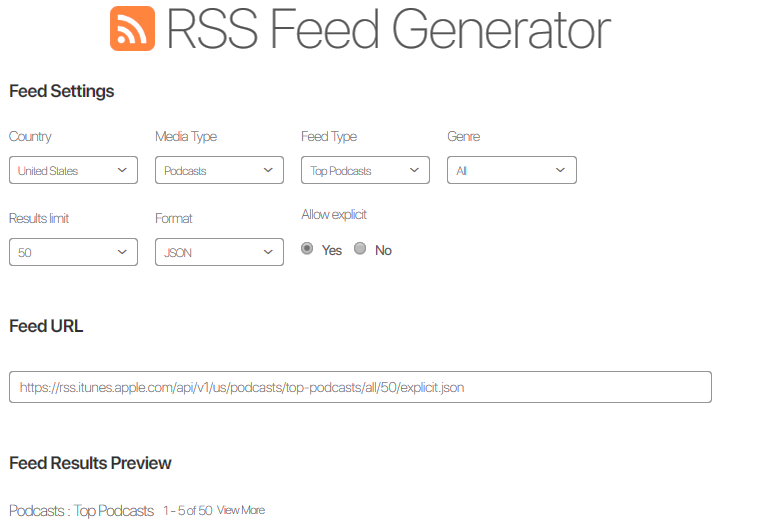 RSS Feed Generator
Feed Settings
Country Media Type Feed Type Genre
United States Podcasts Top Podcasts All
Results limit Format Allow explicit
50 JSON Yes No
Feed URL
https://rss.itunes.apple.com/api/v1/us/podcasts/top-podcasts/all/50/explicit.json
Feed Results Preview
Podcasts : Top Podcasts 1 - 5 of 50 View More